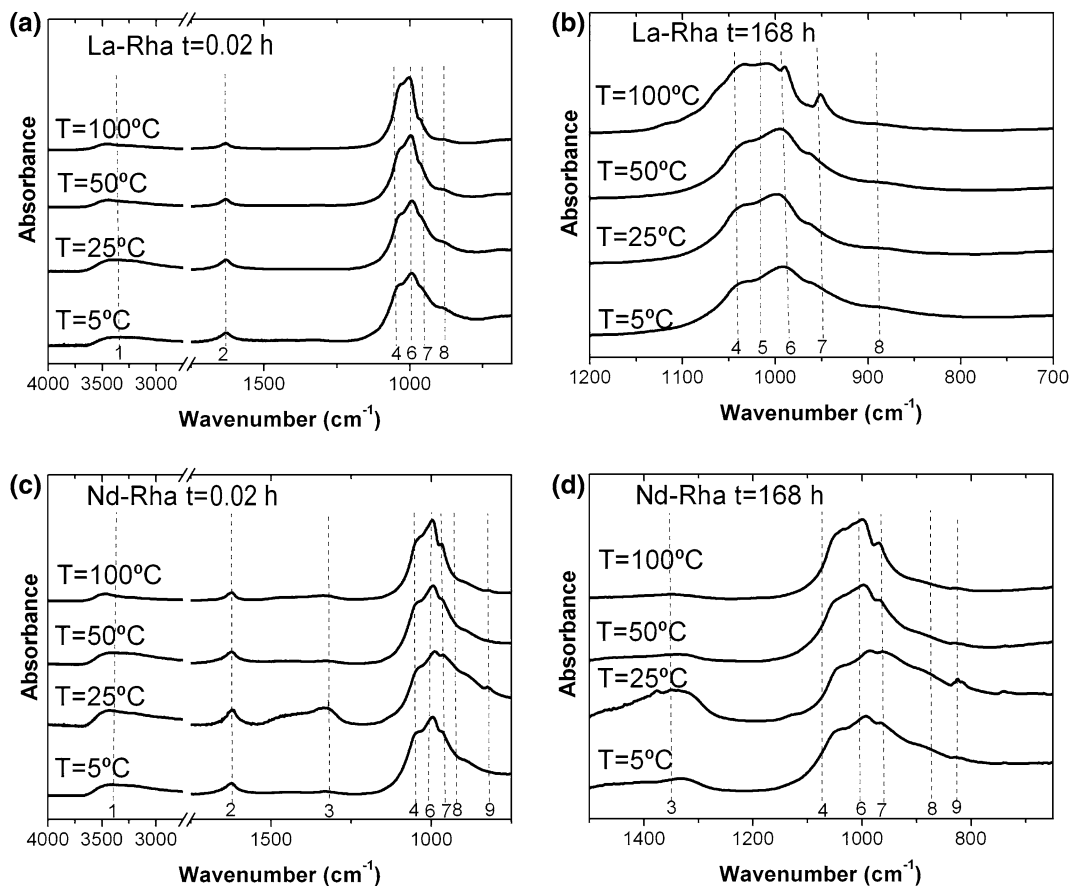 (a)
La-Rha t=0.02 h
T=100ºC
T=50ºC
T=25ºC
T=5ºC
1 2 4 6 7 8
4000 3500 3000 1500 1000
Absorbance
Wavenumber (cm-1)
(b)
La-Rha t=168 h
T=100ºC
T=50ºC
T=25ºC
T=5ºC
4 5 6 7 8
1200 1100 1000 900 800 700
Absorbance
Wavenumber (cm-1)
(c)
Nd-Rha t=0.02 h
T=100ºC
T=50ºC
T=25ºC
T=5ºC
1 2 3 4 6 7 8 9
4000 3500 3000 1500 1000
Absorbance
Wavenumber (cm-1)
(d)
Nd-Rha t=168 h
T=100ºC
T=50ºC
T=25ºC
T=5ºC
3 4 6 7 8 9
1400 1200 1000 800
Absorbance
Wavenumber (cm-1)